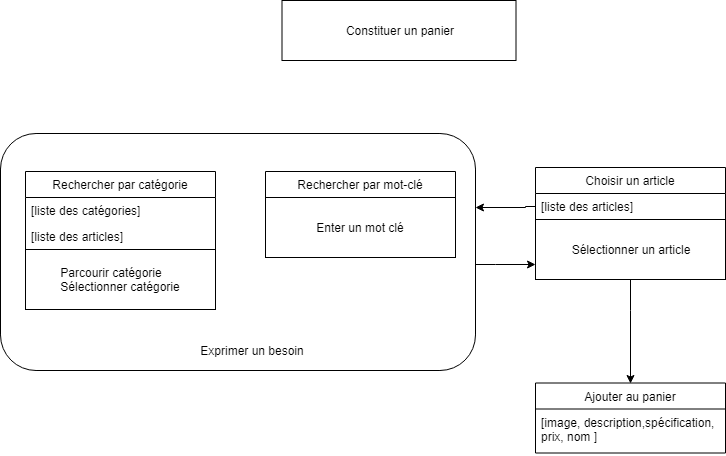 Constituer un panier
Rechercher par catégorie
[liste des catégories]
[liste des articles]
Parcourir catégorie
Sélectionner catégorie
Rechercher par mot-clé
Enter un mot clé
Exprimer un besoin
Choisir un article
[liste des articles]
Sélectionner un article
Ajouter au panier
[image, description,spécification,
prix, nom ]